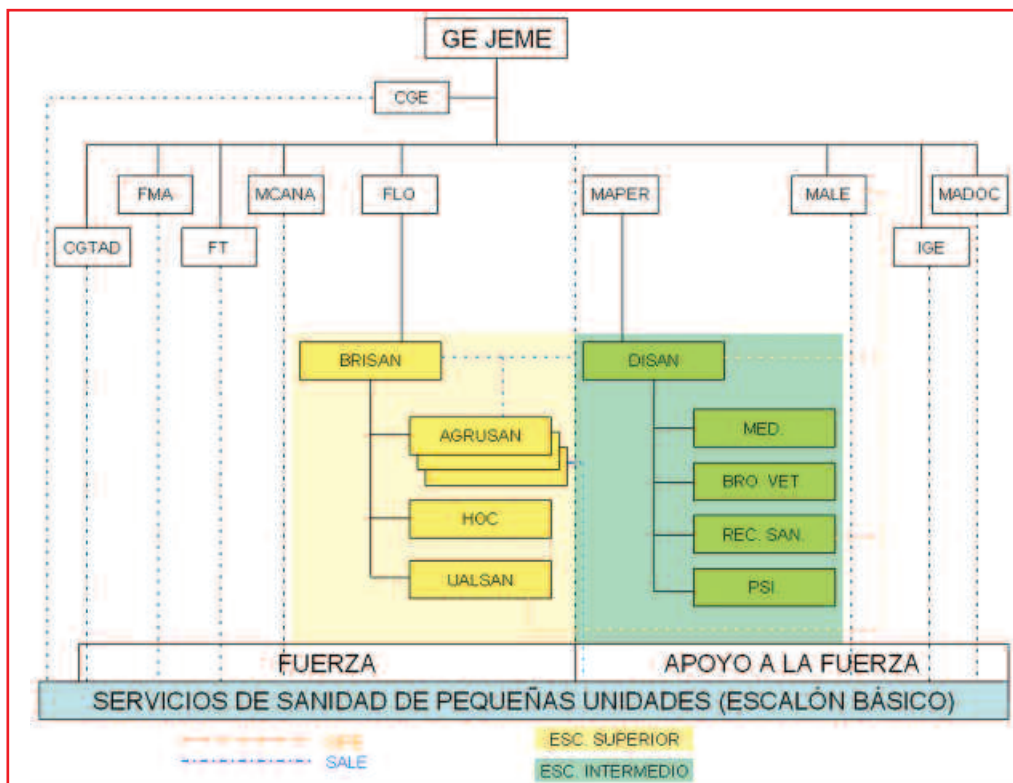 GE JEME
CGE
FMA
MCANA
FLO
MAPER
MALE
MADOC
CGTAD
FT
IGE
BRISAN
DISAN
AGRUSAN
MED.
BRO. VET.
HOC
REC. SAN.
UALSAN
PSI.
FUERZA
APOYO A LA FUERZA
SERVICIOS DE SANIDAD DE PEQUEÑAS UNIDADES (ESCALÓN BÁSICO)
SALE
ESC. SUPERIOR
ESC. INTERMEDIO